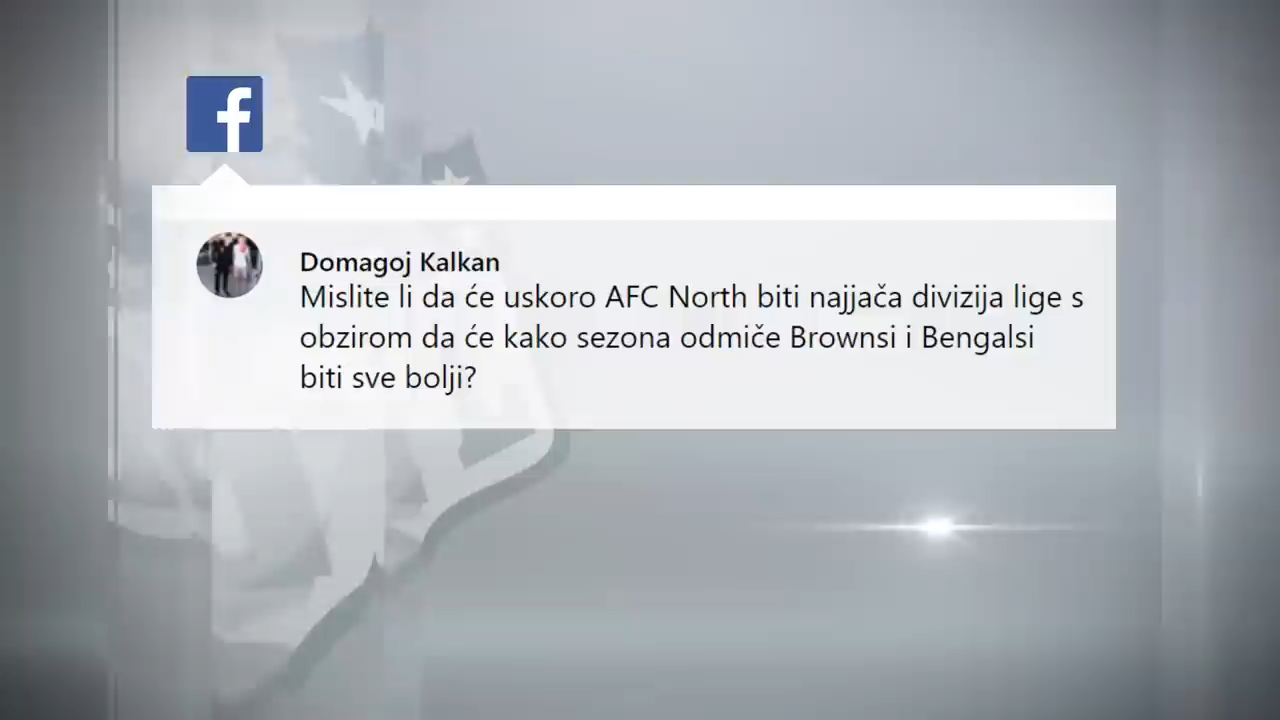 Domagoj Kalkan
Mislite li da će uskoro AFC North biti najjača divizija lige s
obzirom da će kako sezona odmiče Brownsi i Bengalsi
biti sve bolji?